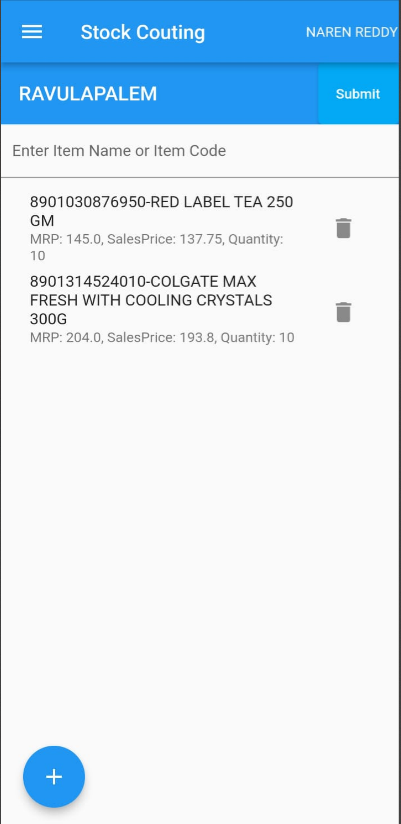 Stock Couting
NAREN REDDY
RAVULAPALEM
Submit
Enter Item Name or Item Code
8901030876950-RED LABEL TEA 250
GM
MRP: 145.0, SalesPrice: 137.75, Quantity:
10
8901314524010-COLGATE MAX
FRESH WITH COOLING CRYSTALS
300G
MRP: 204.0, SalesPrice: 193.8, Quantity: 10